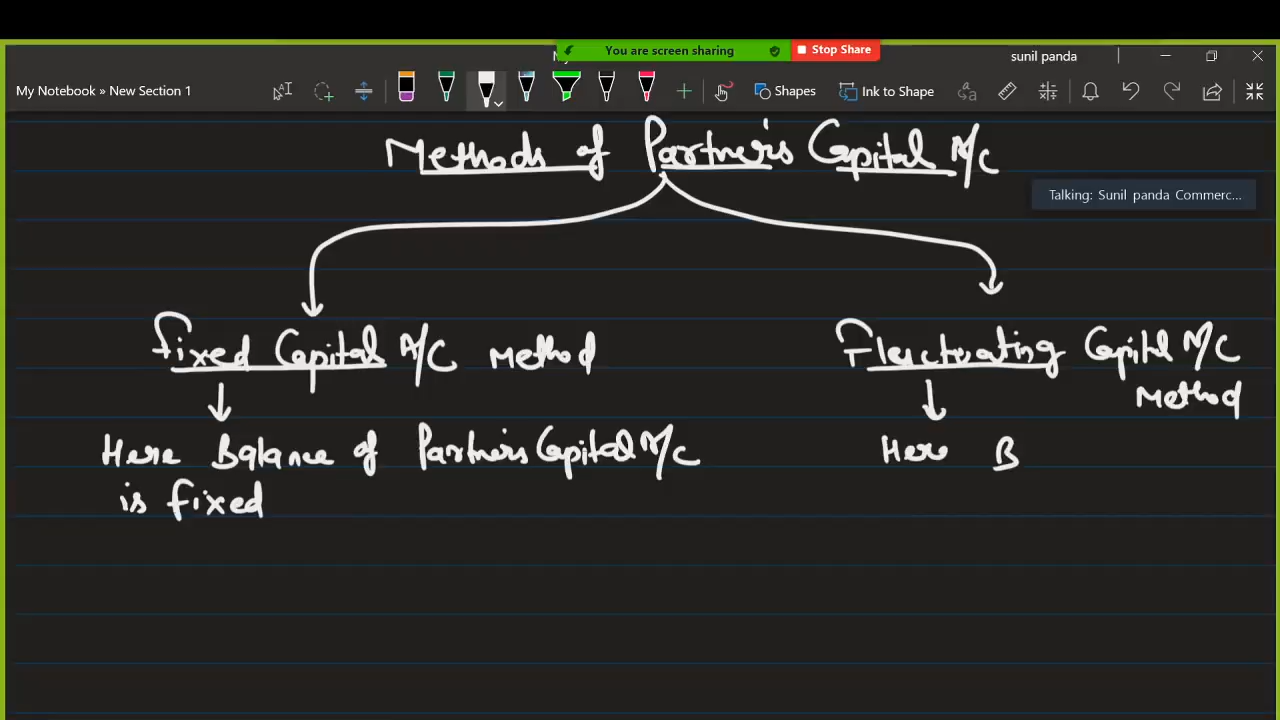 You are screen sharing
Stop Share
sunil panda
My Notebook » New Section 1
Shapes
Ink to Shape
Methods of Partner's Capital A/C
Talking: Sunil panda Commerc...
Fixed Capital A/C Method
Fluctuating Capital A/C
Method
Here Balance of Partner's Capital A/C
is fixed
Here B